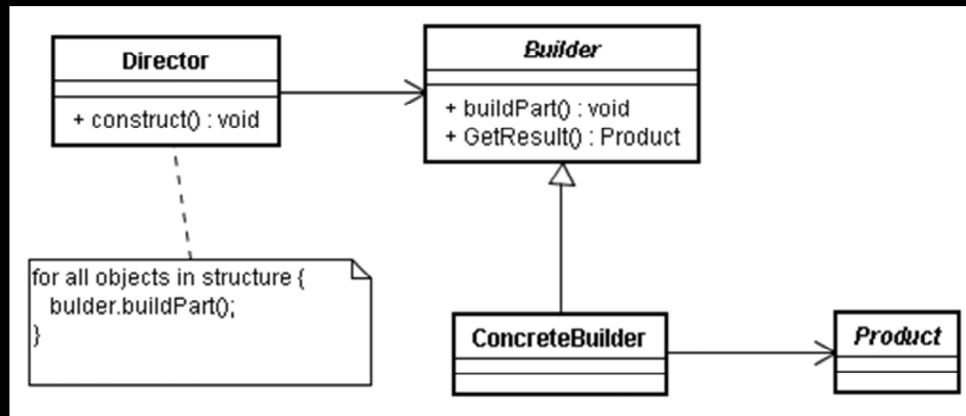 Director
+ construct() : void
Builder
+ buildPart() : void
+ GetResult() : Product
for all objects in structure {
bulder.buildPart();
}
ConcreteBuilder
Product